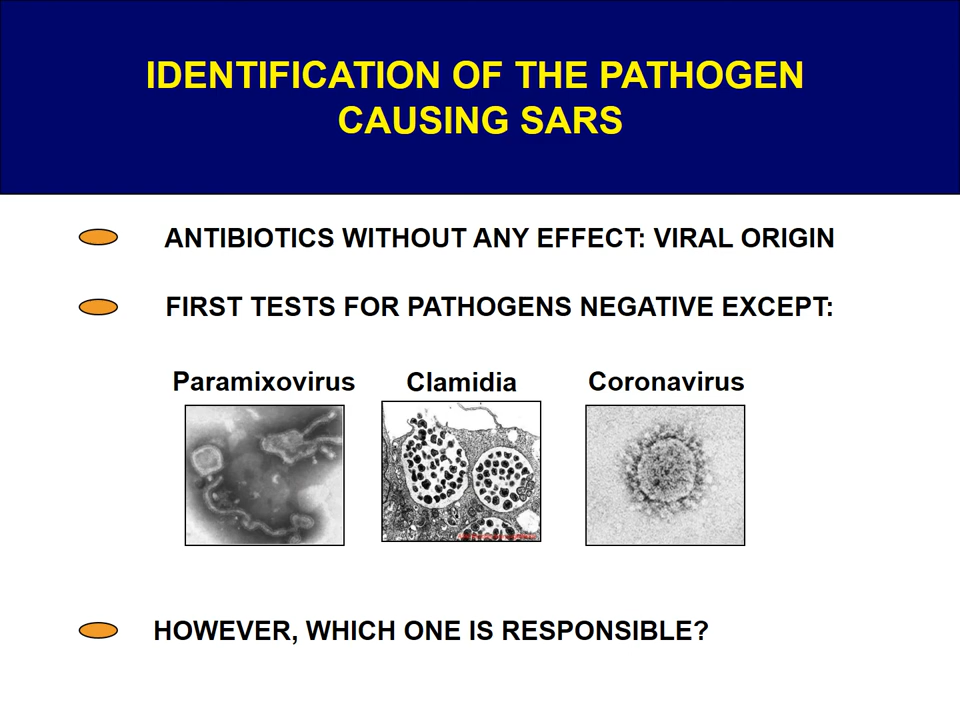 IDENTIFICATION OF THE PATHOGEN
CAUSING SARS
ANTIBIOTICS WITHOUT ANY EFFECT: VIRAL ORIGIN
FIRST TESTS FOR PATHOGENS NEGATIVE EXCEPT:
Paramixovirus Clamidia Coronavirus
HOWEVER, WHICH ONE IS RESPONSIBLE?